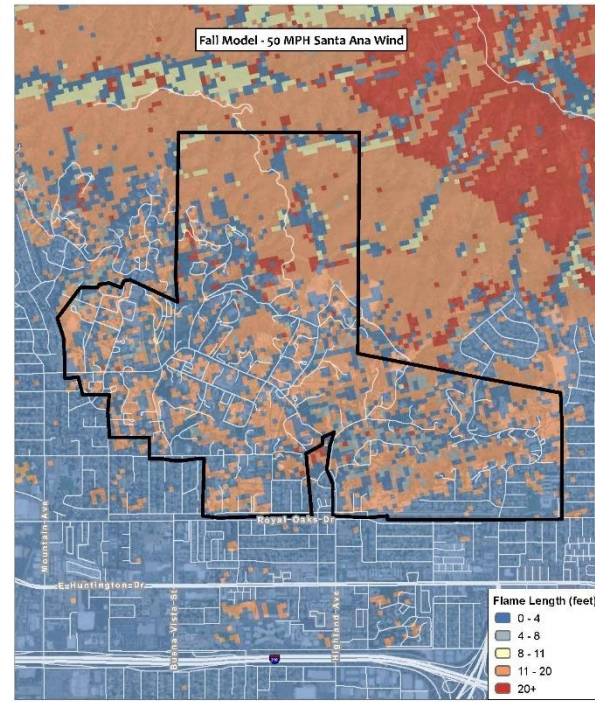 Fall Model - 50 MPH Santa Ana Wind
Royal Oaks Dr
Mountain Ave
E Huntington Dr
Buena Vista St
Highland Ave
210
Flame Length (feet)
0 - 4
4 - 8
8 - 11
11 - 20
20+